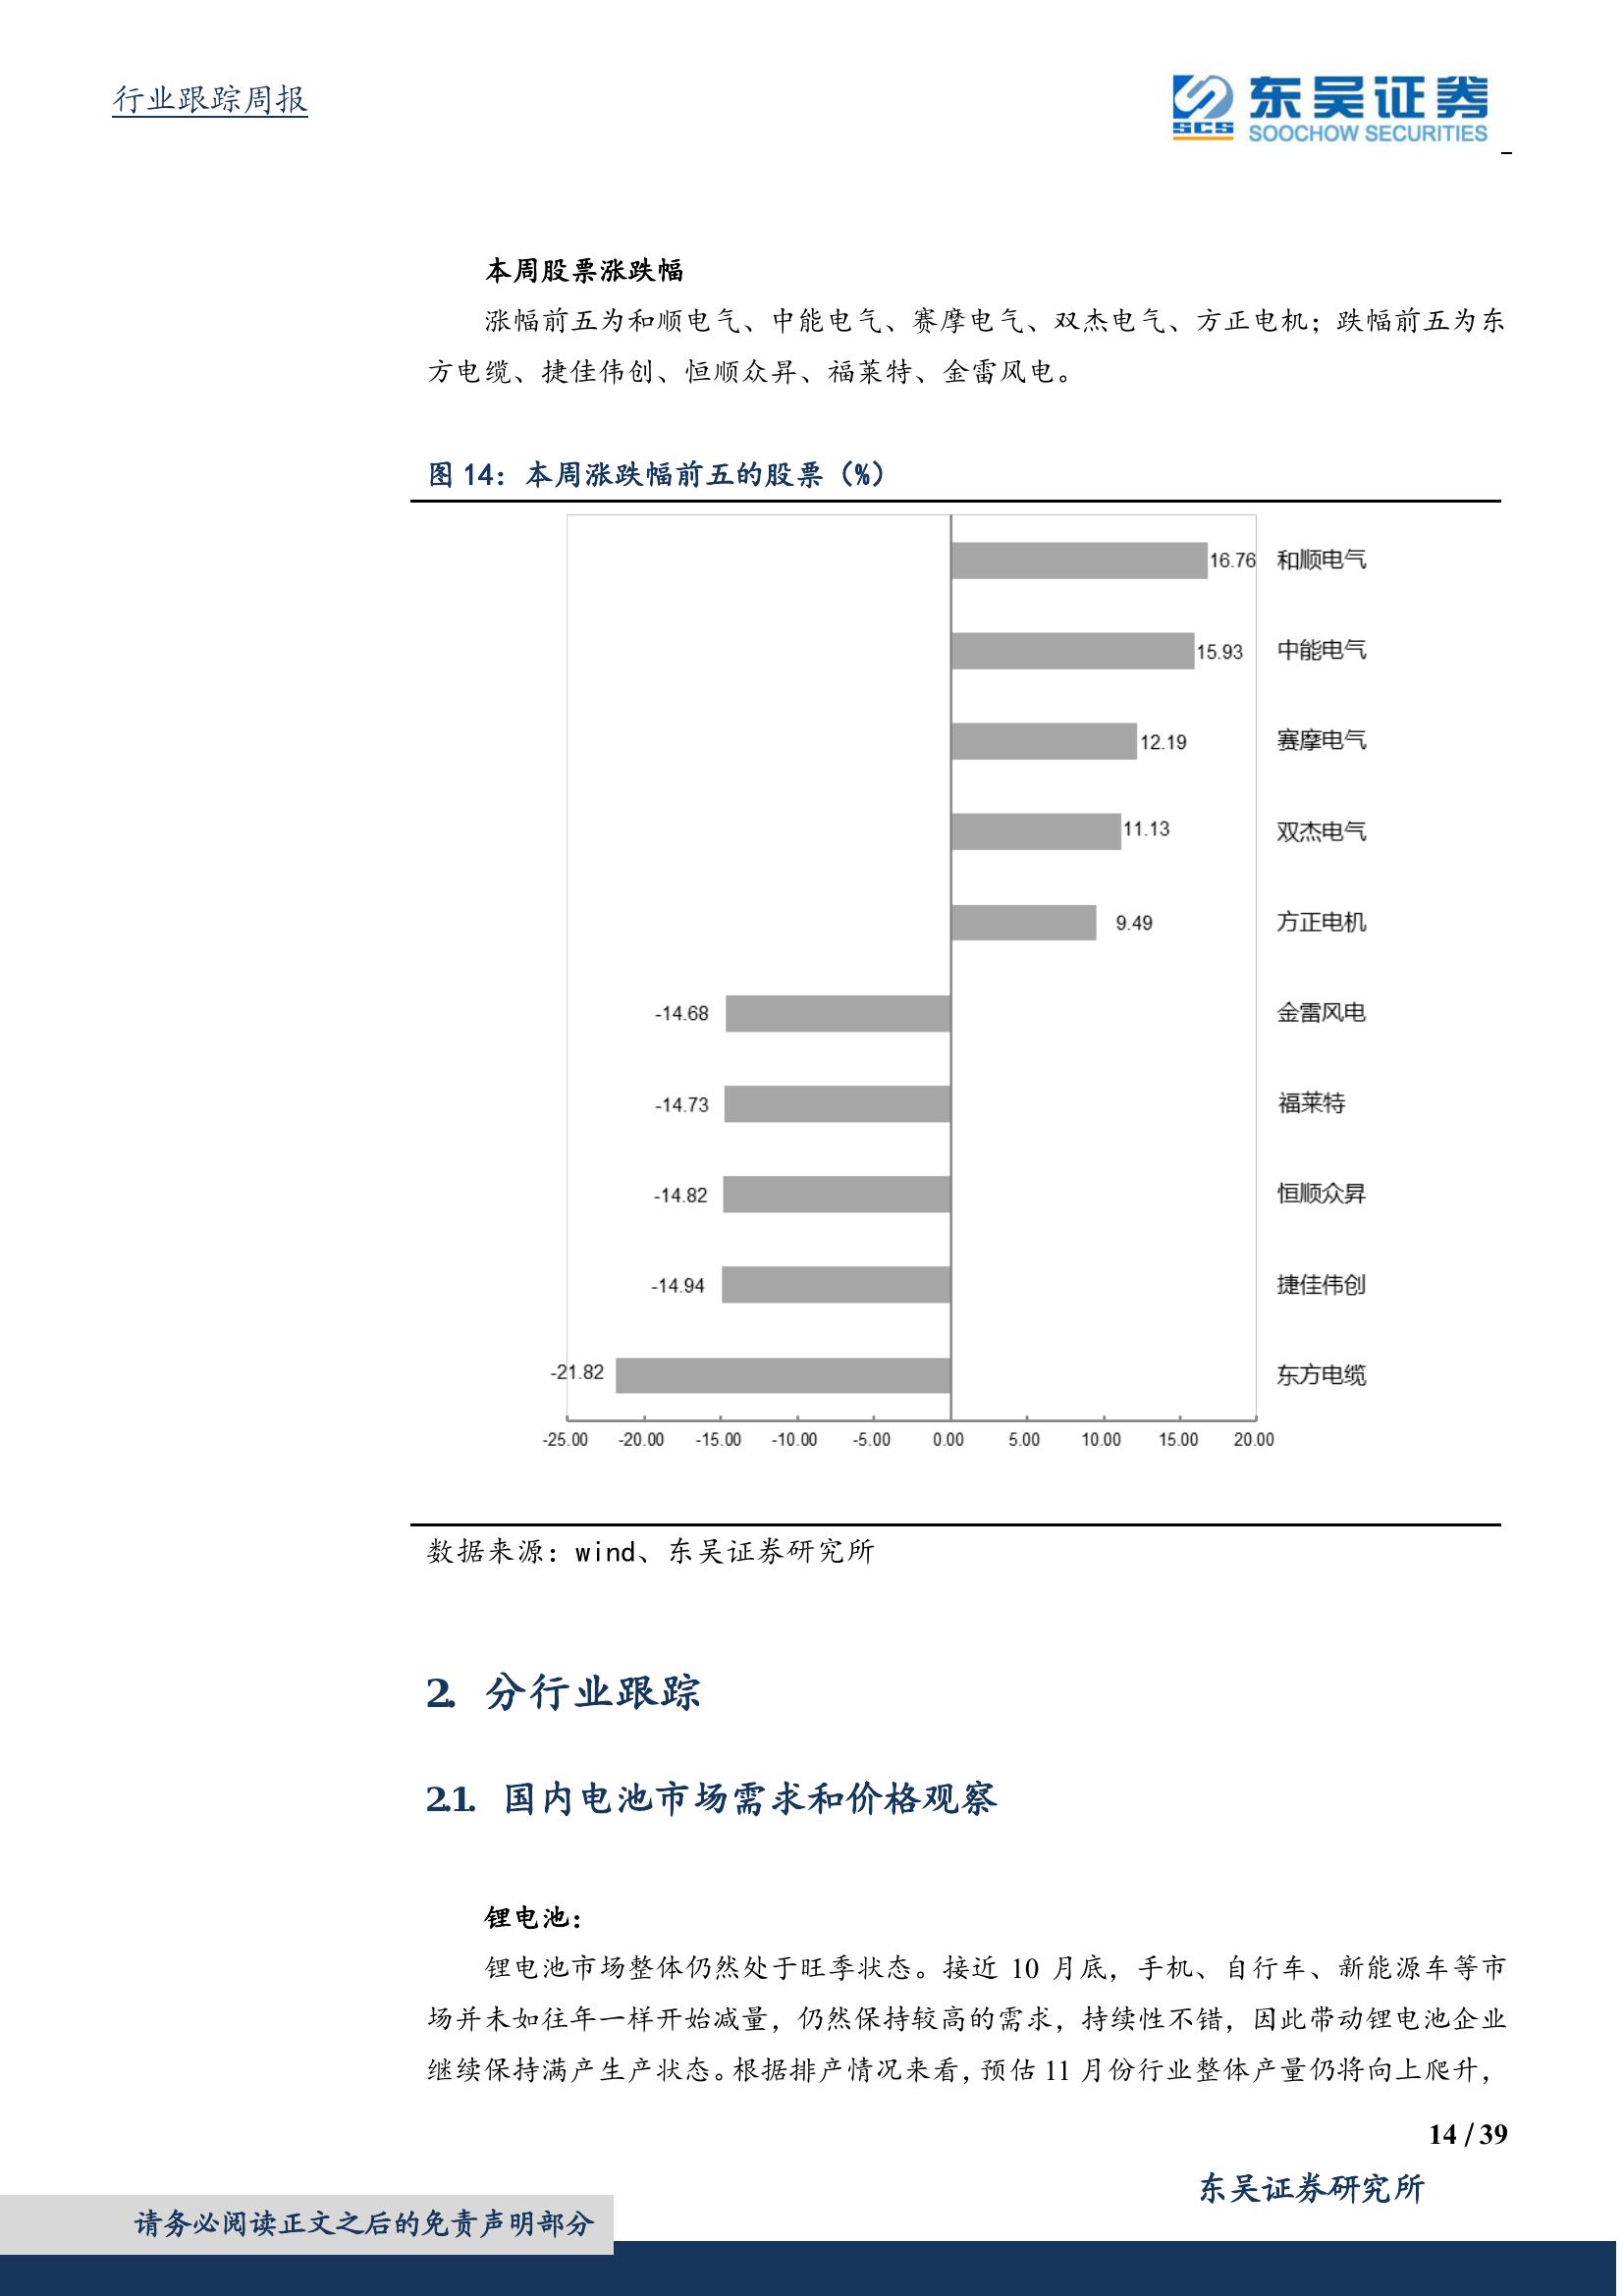 行业跟踪周报
SCS 东吴证券
SOOCHOW SECURITIES
本周股票涨跌幅
涨幅前五为和顺电气、中能电气、赛摩电气、双杰电气、方正电机；跌幅前五为东
方电缆、捷佳伟创、恒顺众昇、福莱特、金雷风电。
图 14：本周涨跌幅前五的股票（%）
16.76 和顺电气
15.93 中能电气
12.19 赛摩电气
11.13 双杰电气
9.49 方正电机
-14.68 金雷风电
-14.73 福莱特
-14.82 恒顺众昇
-14.94 捷佳伟创
-21.82 东方电缆
-25.00 -20.00 -15.00 -10.00 -5.00 0.00 5.00 10.00 15.00 20.00
数据来源：wind、东吴证券研究所
2. 分行业跟踪
2.1. 国内电池市场需求和价格观察
锂电池：
锂电池市场整体仍然处于旺季状态。接近 10 月底，手机、自行车、新能源车等市
场并未如往年一样开始减量，仍然保持较高的需求，持续性不错，因此带动锂电池企业
继续保持满产生产状态。根据排产情况来看，预估 11 月份行业整体产量仍将向上爬升，
14 / 39
东吴证券研究所
请务必阅读正文之后的免责声明部分